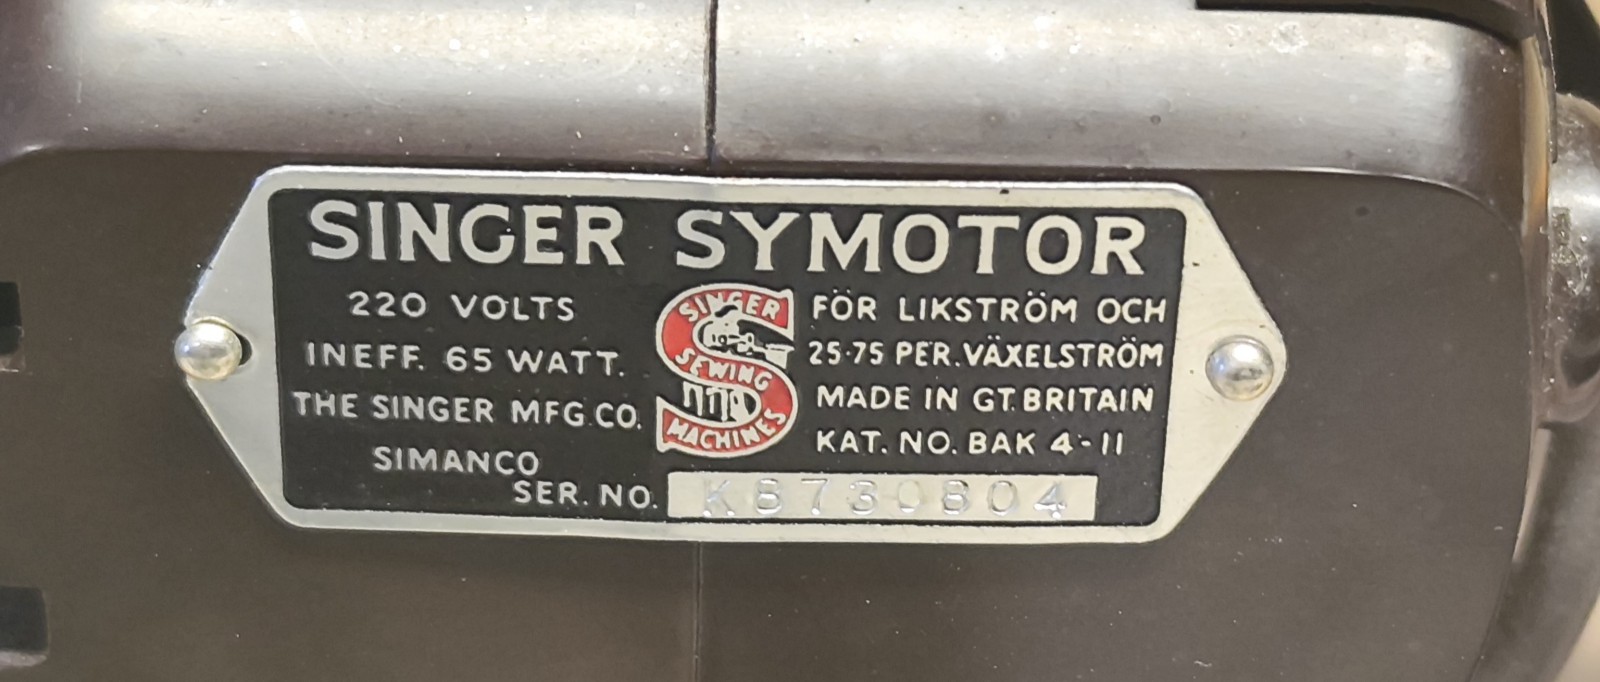 SINGER SYMOTOR
220 VOLTS
INEFF. 65 WATT.
THE SINGER MFG.CO.
SIMANCO
SER. NO. K8730804
SINGER
SEWING
MACHINES
FÖR LIKSTRÖM OCH
25-75 PER. VÄXELSTRÖM
MADE IN GT. BRITAIN
KAT. NO. BAK 4-11